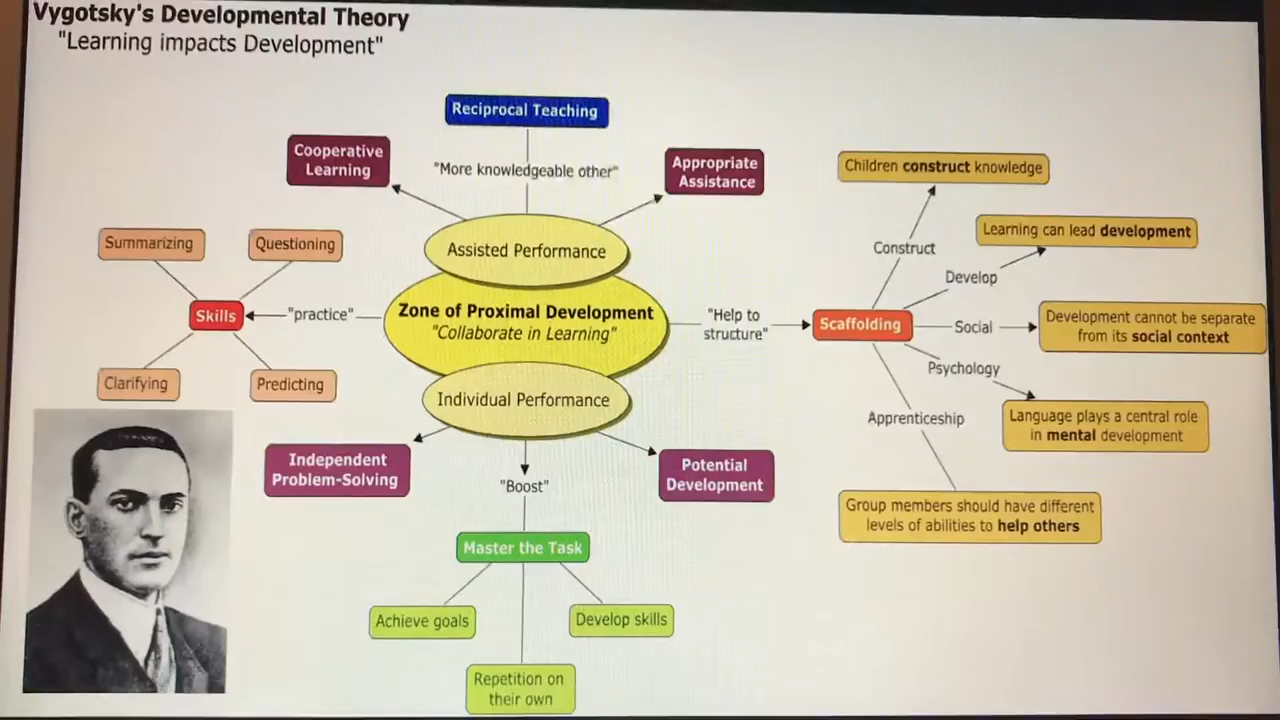 Vygotsky's Developmental Theory
"Learning impacts Development"
Reciprocal Teaching
Cooperative
Learning
"More knowledgeable other"
Appropriate
Assistance
Assisted Performance
Summarizing
Questioning
Skills
"practice"
Clarifying
Predicting
Zone of Proximal Development
"Collaborate in Learning"
"Help to
structure"
Scaffolding
Construct
Children construct knowledge
Develop
Learning can lead development
Social
Development cannot be separate
from its social context
Psychology
Language plays a central role
in mental development
Apprenticeship
Group members should have different
levels of abilities to help others
Individual Performance
Independent
Problem-Solving
"Boost"
Potential
Development
Master the Task
Achieve goals
Develop skills
Repetition on
their own